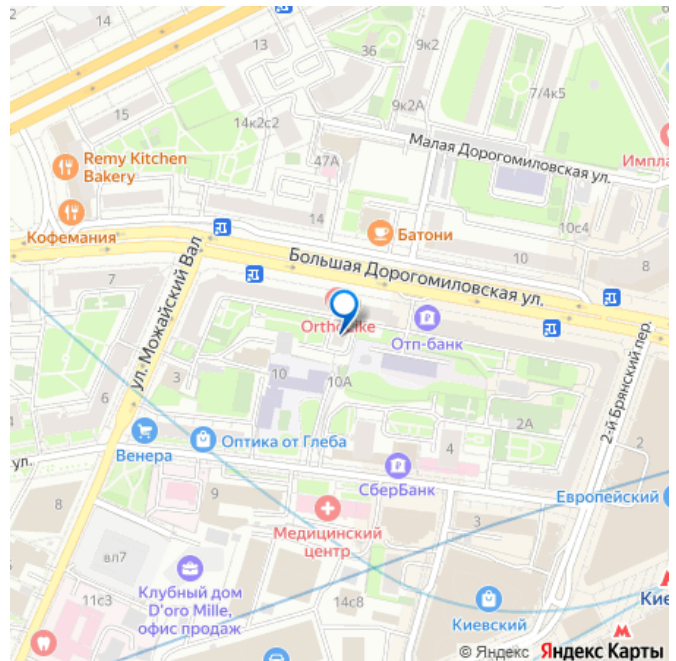 13
36
9к2
7/4к5
15
14к2с2
9к2А
Малая Дорогомиловская ул.
Remy Kitchen
Bakery
47А
Импла
Кофемания
14
Батони
10с4
10
8
7
ул. Можайский Вал
Большая Дорогомиловская ул.
Отп-банк
2-й Брянский пер.
3
10
10А
6
2А
Венера
Оптика от Глеба
4
2
ул.
СберБанк
Европейский
8
9
3
Медицинский
центр
вл7
Клубный дом
D'oro Mille,
офис продаж
11с3
14с8
Киевский
Кие
© Яндекс Яндекс Карты